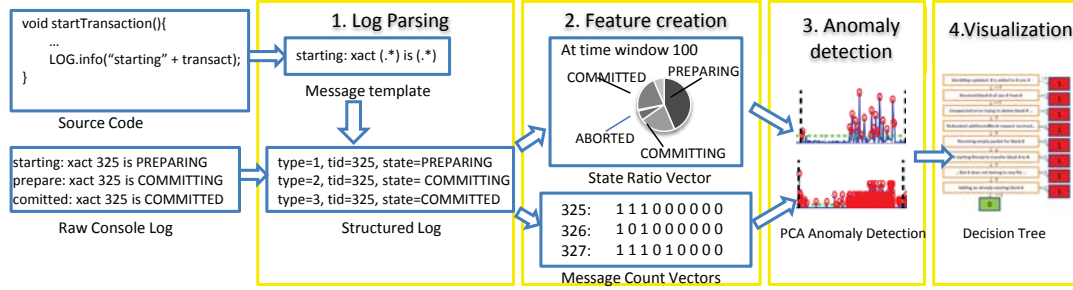 void startTransaction(){
...
LOG.info(“starting” + transact);
}
Source Code
starting: xact 325 is PREPARING
prepare: xact 325 is COMMITTING
comitted: xact 325 is COMMITTED
Raw Console Log
1. Log Parsing
starting: xact (.*) is (.*)
Message template
type=1, tid=325, state=PREPARING
type=2, tid=325, state= COMMITTING
type=3, tid=325, state=COMMITTED
Structured Log
2. Feature creation
At time window 100
COMMITTED
PREPARING
ABORTED
COMMITTING
State Ratio Vector
325: 1 1 1 0 0 0 0 0 0
326: 1 0 1 0 0 0 0 0 0
327: 1 1 1 0 1 0 0 0 0
Message Count Vectors
3. Anomaly
detection
PCA Anomaly Detection
4.Visualization
Decision Tree